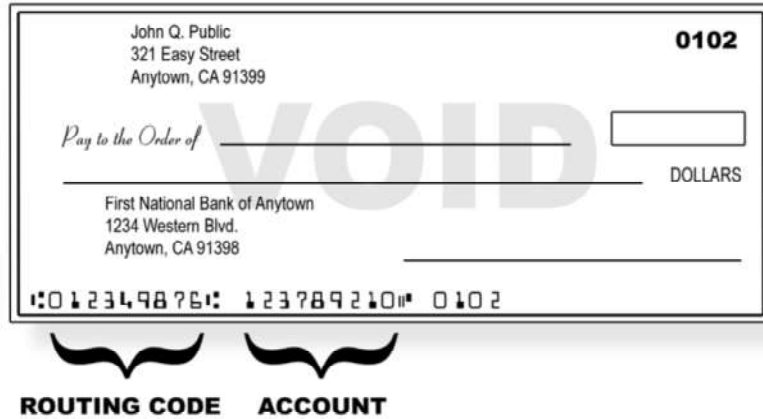 John Q. Public
321 Easy Street
Anytown, CA 91399
0102
VOID
Pay to the Order of
DOLLARS
First National Bank of Anytown
1234 Western Blvd.
Anytown, CA 91398
⑆012349876⑆ 123789210⑈ 0102
ROUTING CODE ACCOUNT